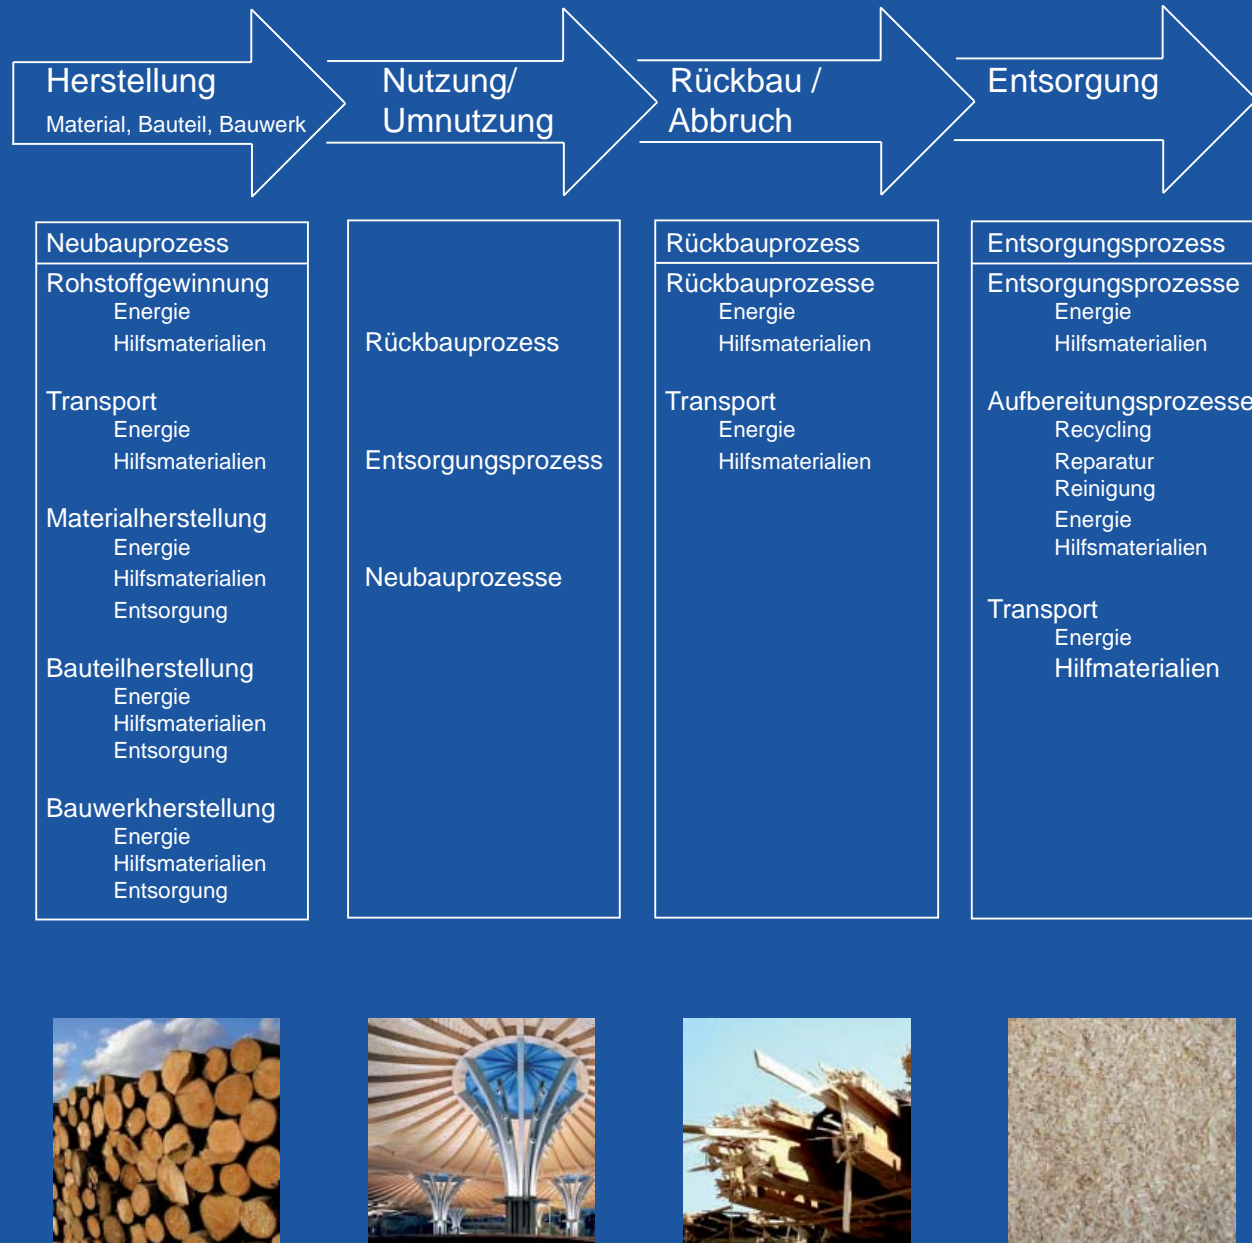 Herstellung
Material, Bauteil, Bauwerk
Nutzung/
Umnutzung
Rückbau /
Abbruch
Entsorgung
Neubauprozess
Rohstoffgewinnung
Energie
Hilfsmaterialien
Transport
Energie
Hilfsmaterialien
Materialherstellung
Energie
Hilfsmaterialien
Entsorgung
Bauteilherstellung
Energie
Hilfsmaterialien
Entsorgung
Bauwerkherstellung
Energie
Hilfsmaterialien
Entsorgung
Rückbauprozess
Entsorgungsprozess
Neubauprozesse
Rückbauprozess
Rückbauprozesse
Energie
Hilfsmaterialien
Transport
Energie
Hilfsmaterialien
Entsorgungsprozess
Entsorgungsprozesse
Energie
Hilfsmaterialien
Aufbereitungsprozesse
Recycling
Reparatur
Reinigung
Energie
Hilfsmaterialien
Transport
Energie
Hilfmaterialien